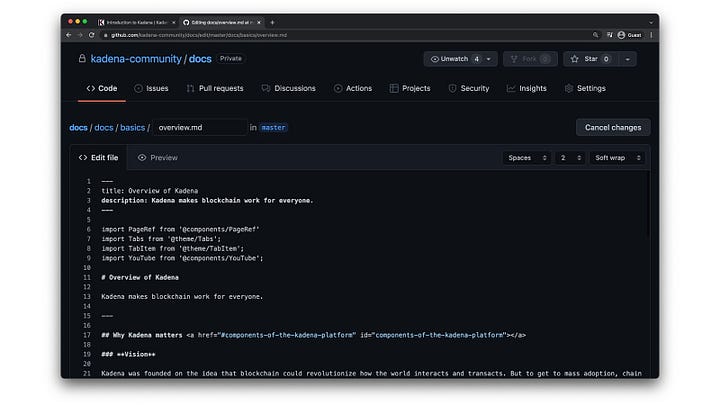 Introduction to Kadena | Kaden
Editing docs/overview.md at m
github.com/kadena-community/docs/edit/master/docs/basics/overview.md
Guest
kadena-community / docs Private
Unwatch 4
Fork 0
Star 0
Code
Issues
Pull requests
Discussions
Actions
Projects
Security
Insights
Settings
docs / docs / basics / overview.md in master
Cancel changes
Edit file
Preview
Spaces
2
Soft wrap
1 ---
2 title: Overview of Kadena
3 description: Kadena makes blockchain work for everyone.
4 ---
5
6 import PageRef from '@components/PageRef'
7 import Tabs from '@theme/Tabs';
8 import TabItem from '@theme/TabItem';
9 import YouTube from '@components/YouTube';
10
11 # Overview of Kadena
12
13 Kadena makes blockchain work for everyone.
14
15 ---
16
17 ## Why Kadena matters <a href="#components-of-the-kadena-platform" id="components-of-the-kadena-platform"></a>
18
19 ### **Vision**
20
21 Kadena was founded on the idea that blockchain could revolutionize how the world interacts and transacts. But to get to mass adoption, chain